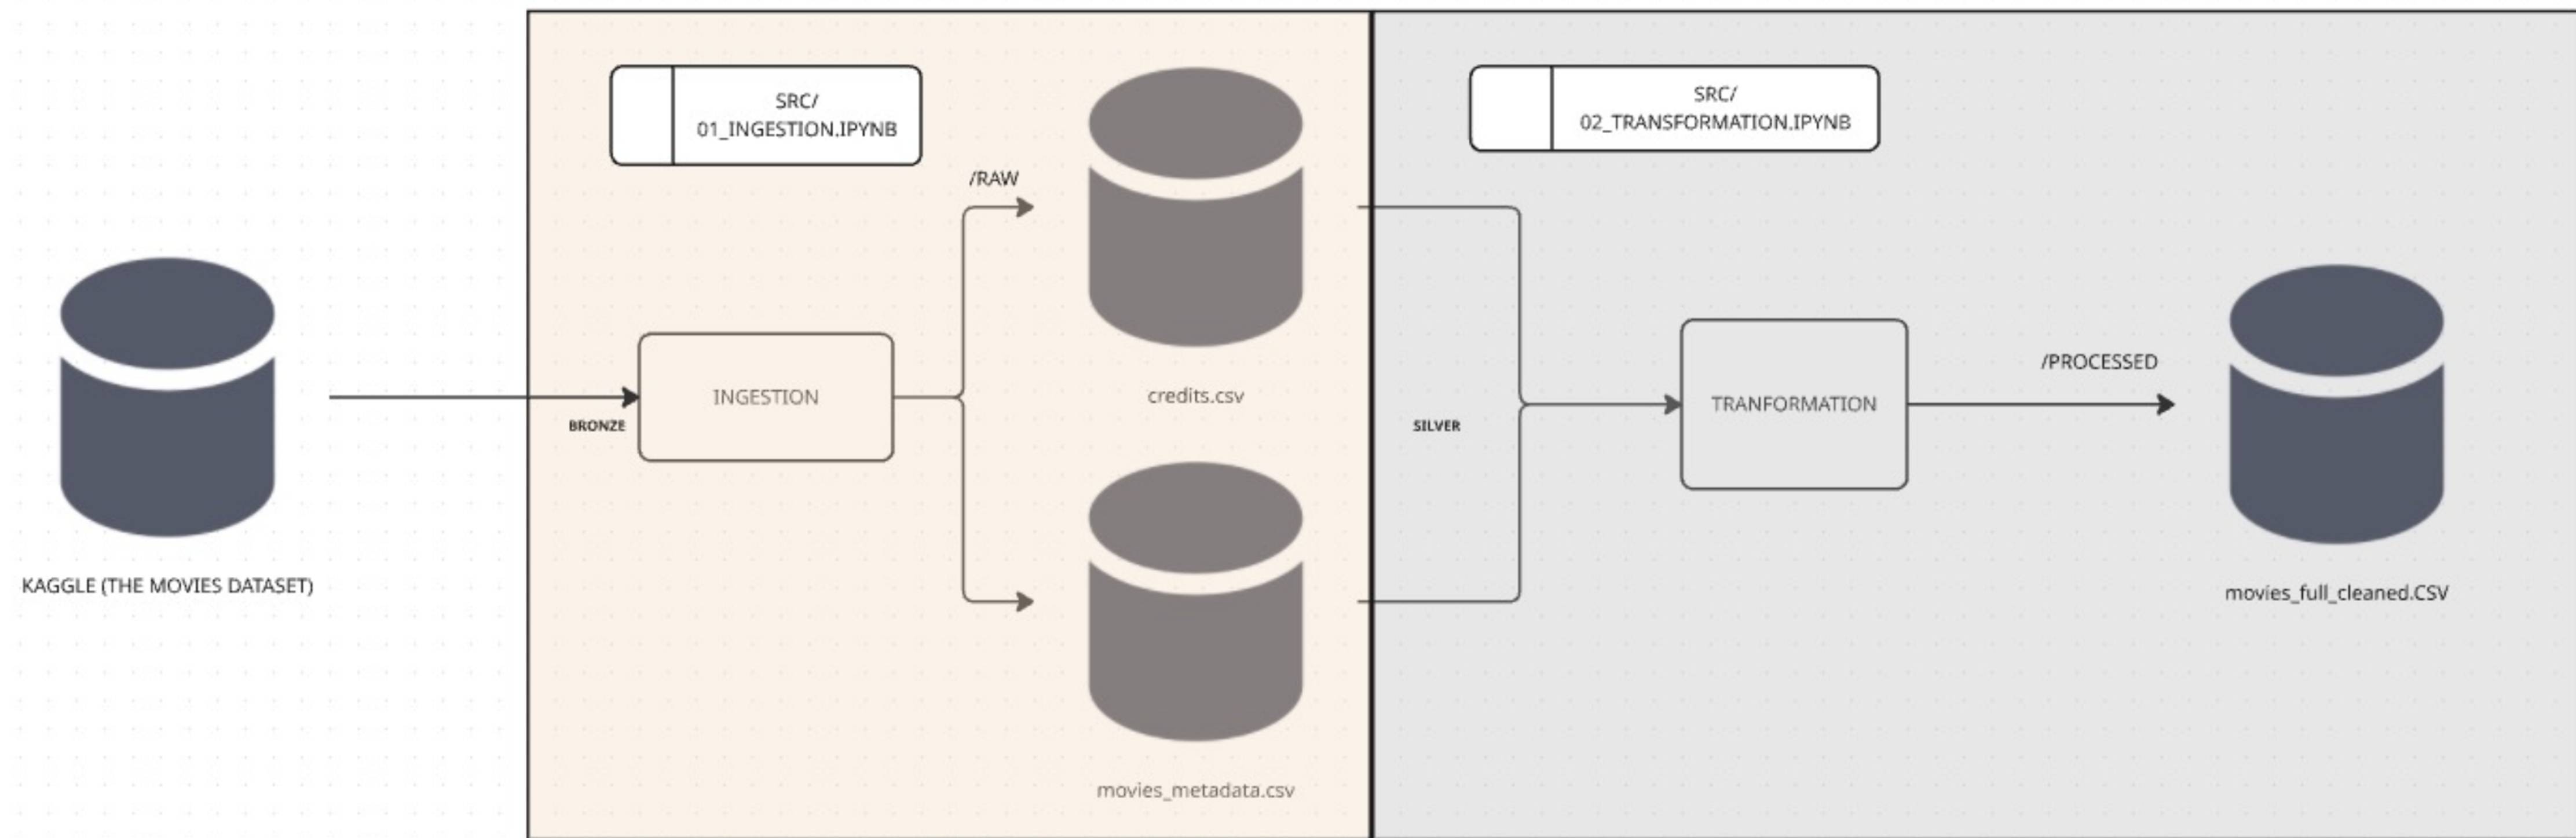 KAGGLE (THE MOVIES DATASET)
SRC/
01_INGESTION.IPYNB
/RAW
BRONZE
INGESTION
credits.csv
movies_metadata.csv
SRC/
02_TRANSFORMATION.IPYNB
SILVER
TRANFORMATION
/PROCESSED
movies_full_cleaned.CSV